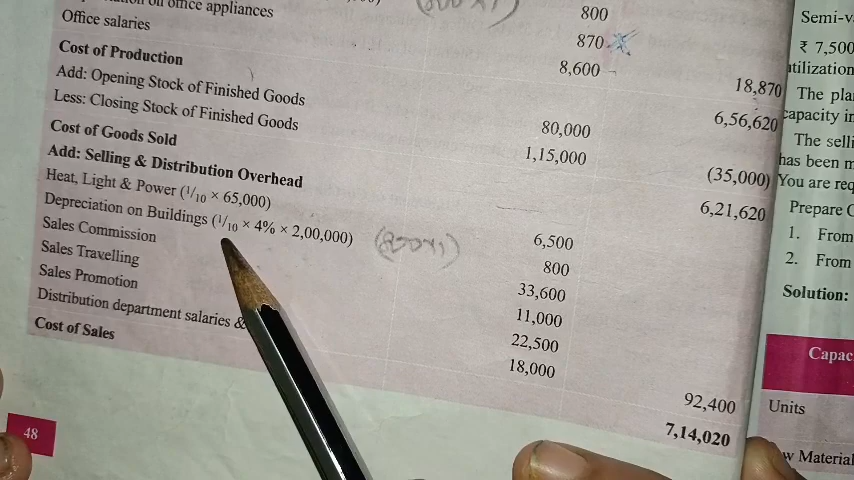 office appliances 800
Office salaries 870
8,600 18,870
Cost of Production 6,56,620
Add: Opening Stock of Finished Goods 80,000
Less: Closing Stock of Finished Goods 1,15,000 (35,000)
Cost of Goods Sold 6,21,620
Add: Selling & Distribution Overhead
Heat, Light & Power (1/10 × 65,000) 6,500
Depreciation on Buildings (1/10 × 4% × 2,00,000) 800
Sales Commission 33,600
Sales Travelling 11,000
Sales Promotion 22,500
Distribution department salaries & 18,000
92,400
Cost of Sales 7,14,020
48
Semi-v
₹ 7,500
utilization
The pla
capacity in
The selli
has been m
You are req
Prepare C
1. From
2. From
Solution:
Capac
Units
w Material